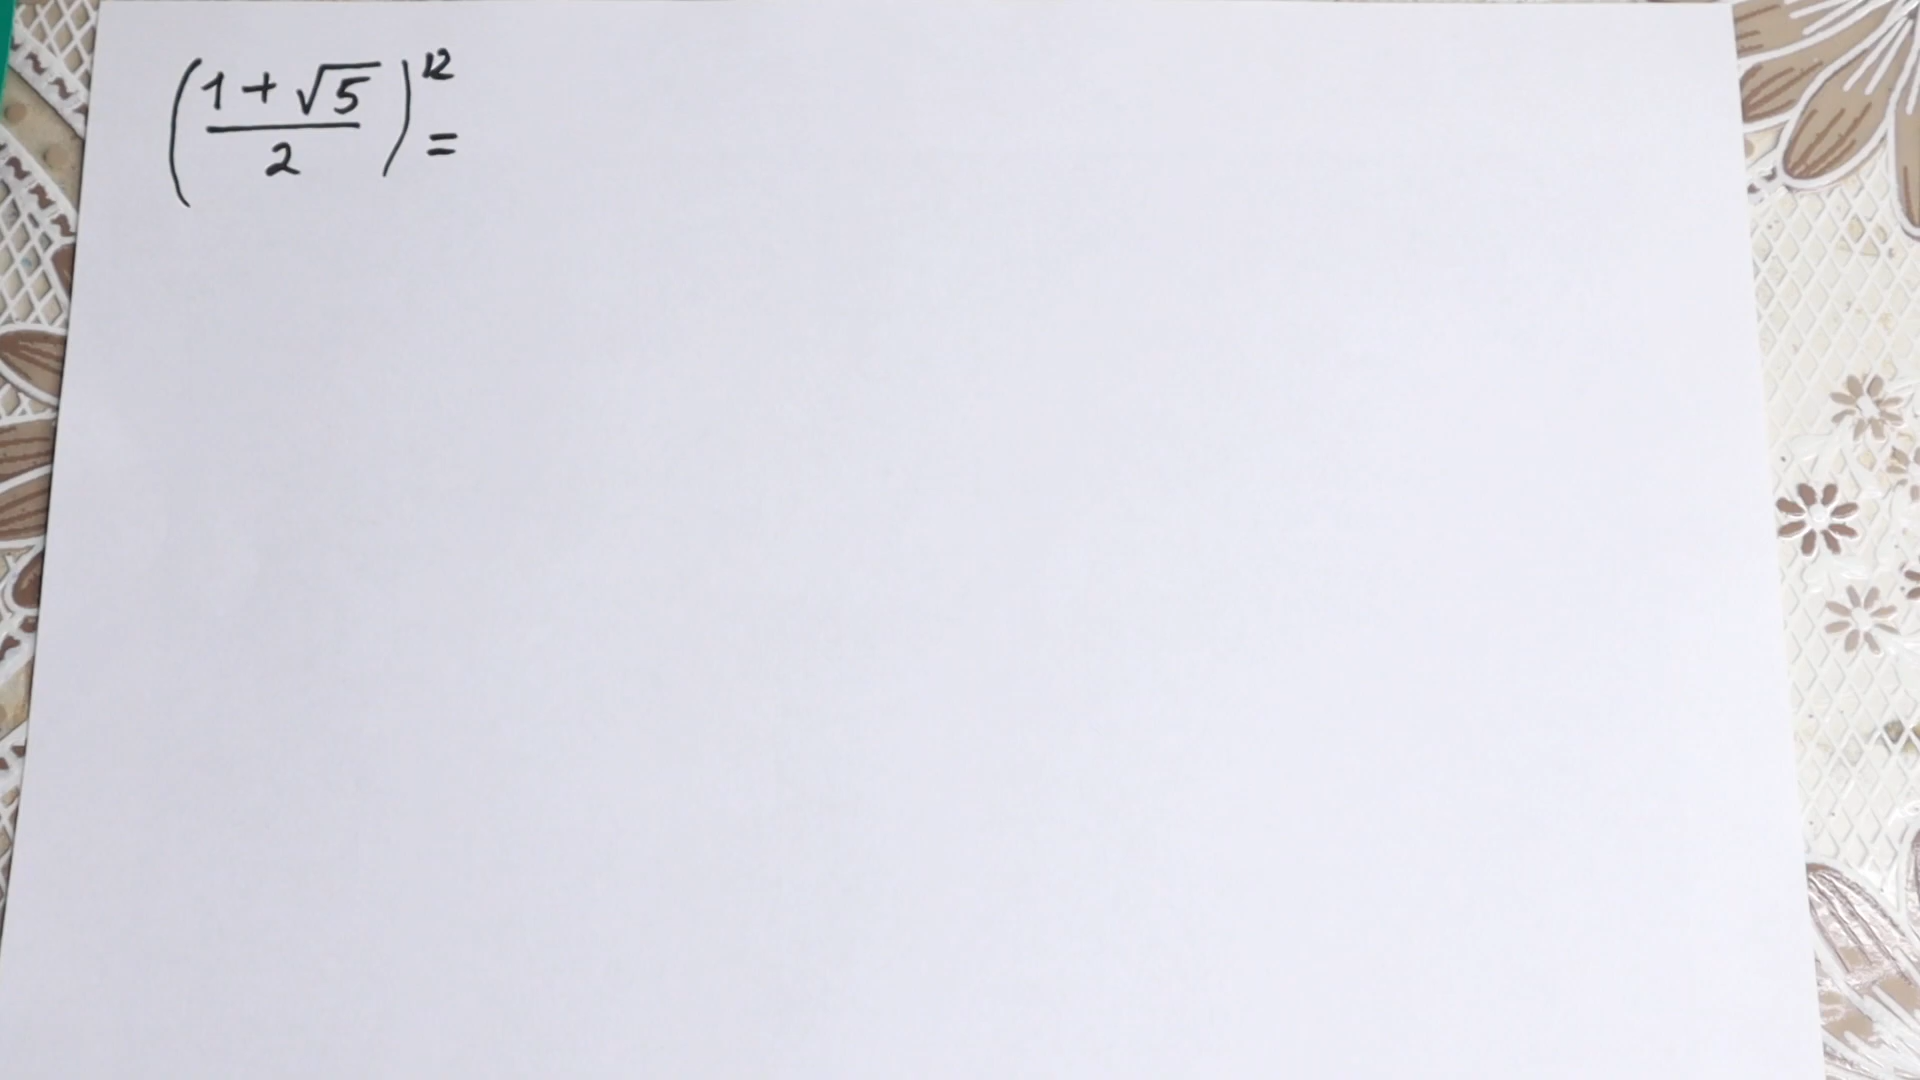 (1 + √5 / 2)^12 =